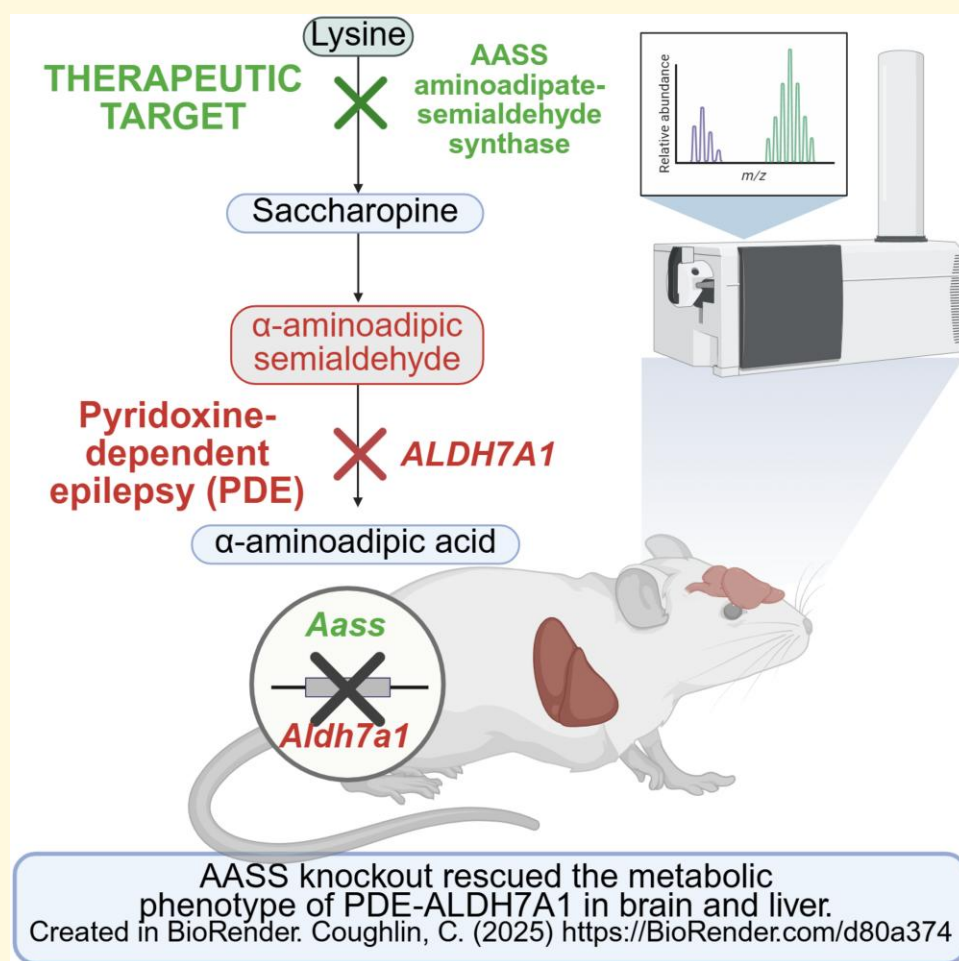 Lysine
THERAPEUTIC
TARGET
AASS
aminoadipate-
semialdehyde
synthase
Relative abundance
m/z
Saccharopine
α-aminoadipic
semialdehyde
Pyridoxine-
dependent
epilepsy (PDE)
ALDH7A1
α-aminoadipic acid
Aass
Aldh7a1
AASS knockout rescued the metabolic
phenotype of PDE-ALDH7A1 in brain and liver.
Created in BioRender. Coughlin, C. (2025) https://BioRender.com/d80a374